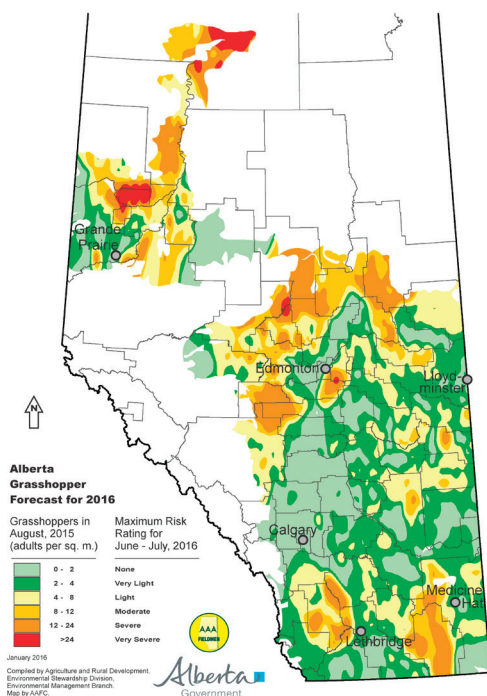 Grande
Prairie
Edmonton
Lloyd-
minster
N
Alberta
Grasshopper
Forecast for 2016
Grasshoppers in
August, 2015
(adults per sq. m.)
Maximum Risk
Rating for
June - July, 2016
0 - 2 None
2 - 4 Very Light
4 - 8 Light
8 - 12 Moderate
12 - 24 Severe
>24 Very Severe
Calgary
Medicine
Hat
Lethbridge
AAA
FIELDMEN
January 2016
Compiled by Agriculture and Rural Development,
Environmental Stewardship Division,
Environmental Management Branch.
Map by AAFC.
Alberta
Government